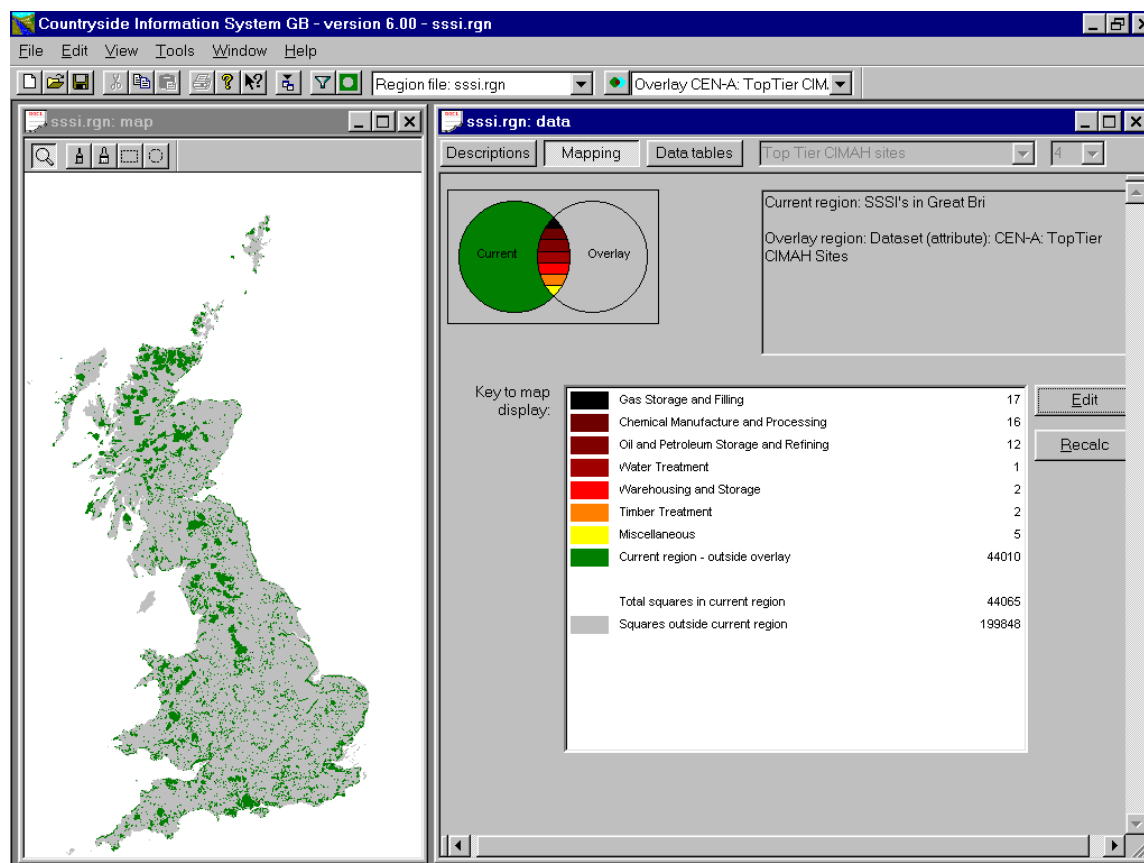 Countryside Information System GB - version 6.00 - sssi.rgn
File Edit View Tools Window Help
Region file: sssi.rgn
Overlay CEN-A: TopTier CIM.
sssi.rgn: map
sssi.rgn: data
Descriptions Mapping Data tables Top Tier CIMAH sites 4
Current Overlay
Current region: SSSI's in Great Bri
Overlay region: Dataset (attribute): CEN-A: TopTier
CIMAH Sites
Key to map
display:
Gas Storage and Filling 17
Chemical Manufacture and Processing 16
Oil and Petroleum Storage and Refining 12
Water Treatment 1
Warehousing and Storage 2
Timber Treatment 2
Miscellaneous 5
Current region - outside overlay 44010
Total squares in current region 44065
Squares outside current region 199848
Edit
Recalc